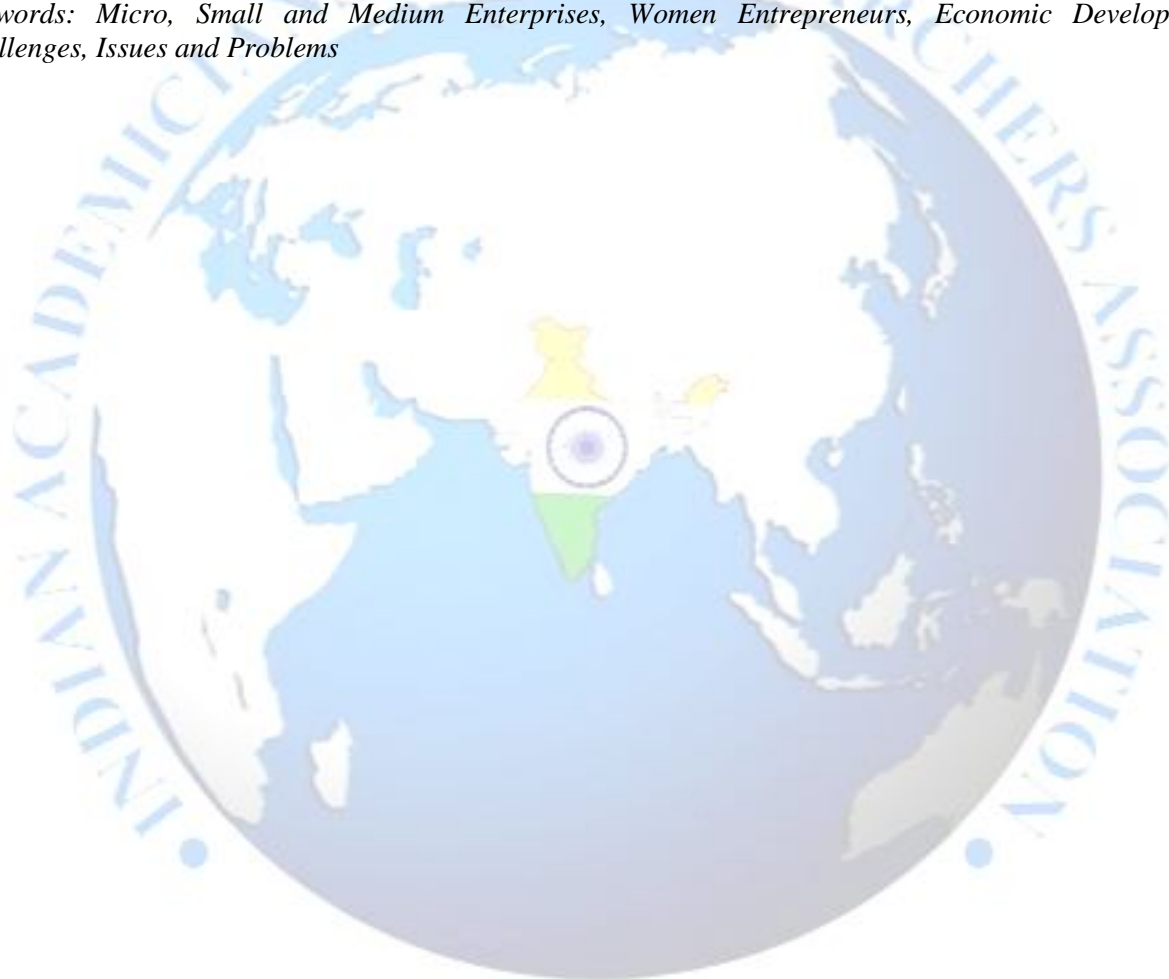 words: Micro, Small and Medium Enterprises, Women Entrepreneurs, Economic Develop
llenges, Issues and Problems
INDIAN ACADEMIC
CHERS ASSOCIATION